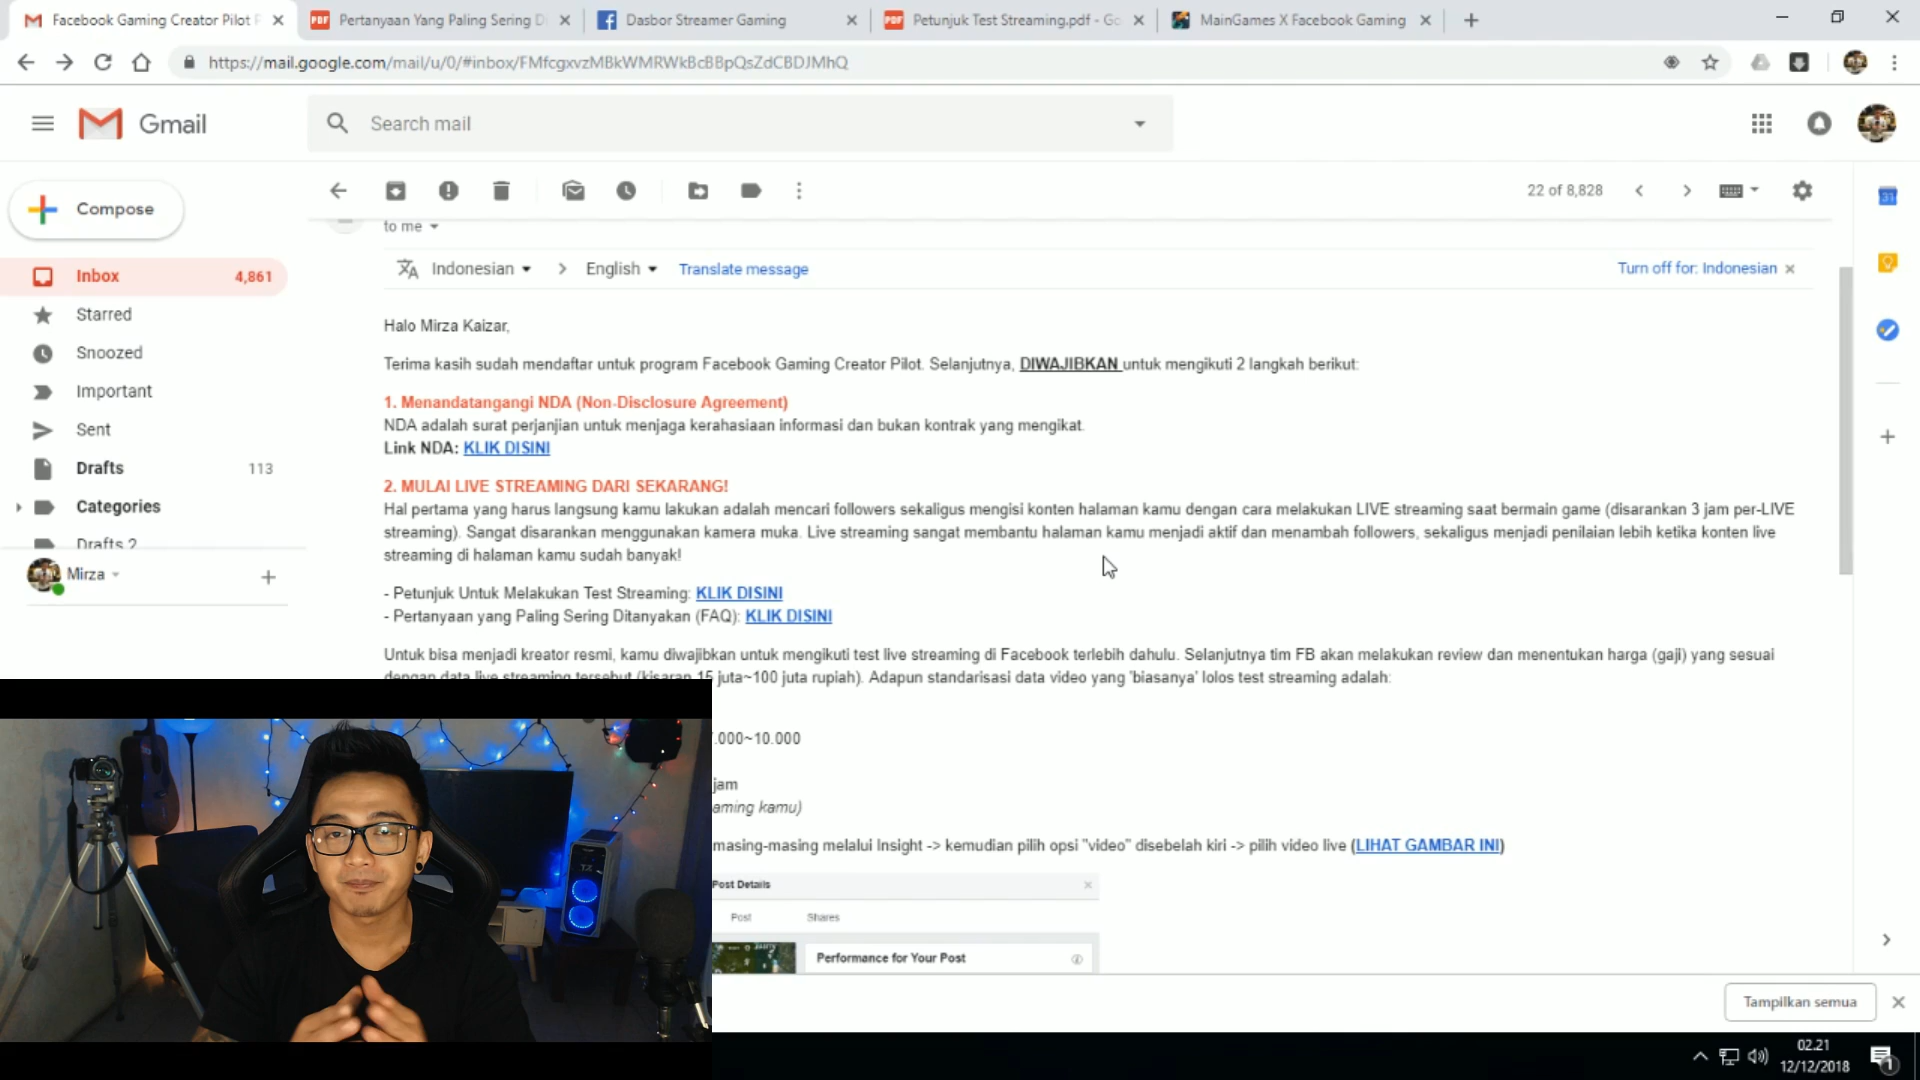 Facebook Gaming Creator Pilot
Pertanyaan Yang Paling Sering Di
Dasbor Streamer Gaming
Petunjuk Test Streaming.pdf - Go
MainGames X Facebook Gaming
https://mail.google.com/mail/u/0/#inbox/FMfcgxvzMBkWMRWkBcBBpQsZdCBDJMhQ
Gmail
Search mail
Compose
22 of 8,828
to me
Indonesian
English
Translate message
Turn off for: Indonesian
Inbox 4,861
Starred
Snoozed
Important
Sent
Drafts 113
Categories
Drafts 2
Mirza
Halo Mirza Kaizar,
Terima kasih sudah mendaftar untuk program Facebook Gaming Creator Pilot. Selanjutnya, DIWAJIBKAN untuk mengikuti 2 langkah berikut:
1. Menandatangangi NDA (Non-Disclosure Agreement)
NDA adalah surat perjanjian untuk menjaga kerahasiaan informasi dan bukan kontrak yang mengikat.
Link NDA: KLIK DISINI
2. MULAI LIVE STREAMING DARI SEKARANG!
Hal pertama yang harus langsung kamu lakukan adalah mencari followers sekaligus mengisi konten halaman kamu dengan cara melakukan LIVE streaming saat bermain game (disarankan 3 jam per-LIVE
streaming). Sangat disarankan menggunakan kamera muka. Live streaming sangat membantu halaman kamu menjadi aktif dan menambah followers, sekaligus menjadi penilaian lebih ketika konten live
streaming di halaman kamu sudah banyak!
- Petunjuk Untuk Melakukan Test Streaming: KLIK DISINI
- Pertanyaan yang Paling Sering Ditanyakan (FAQ): KLIK DISINI
Untuk bisa menjadi kreator resmi, kamu diwajibkan untuk mengikuti test live streaming di Facebook terlebih dahulu. Selanjutnya tim FB akan melakukan review dan menentukan harga (gaji) yang sesuai
dengan data live streaming tersebut (kisaran 15 juta~100 juta rupiah). Adapun standarisasi data video yang 'biasanya' lolos test streaming adalah:
.000~10.000
jam
aming kamu)
masing-masing melalui Insight -> kemudian pilih opsi "video" disebelah kiri -> pilih video live (LIHAT GAMBAR INI)
Post Details
Post Shares
Performance for Your Post
Tampilkan semua
02.21
12/12/2018